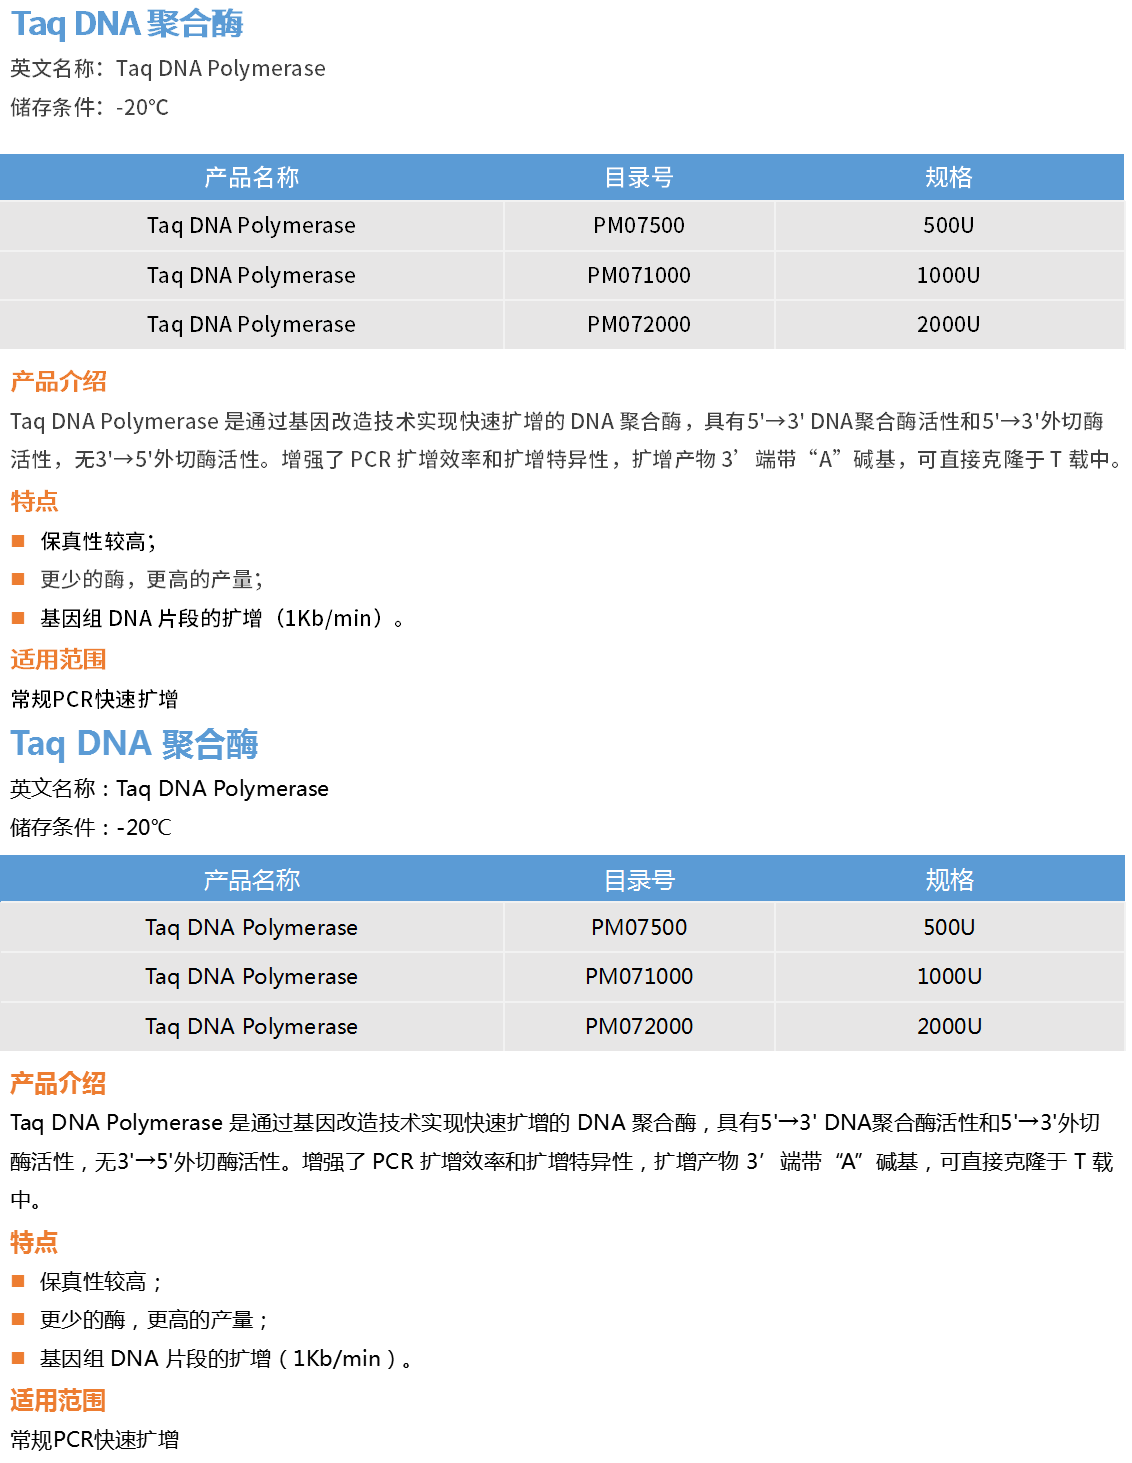 Taq DNA 聚合酶
英文名称：Taq DNA Polymerase
储存条件：-20℃
产品名称 目录号 规格
Taq DNA Polymerase PM07500 500U
Taq DNA Polymerase PM071000 1000U
Taq DNA Polymerase PM072000 2000U
产品介绍
Taq DNA Polymerase 是通过基因改造技术实现快速扩增的 DNA 聚合酶，具有5'→3' DNA聚合酶活性和5'→3'外切酶
活性，无3'→5'外切酶活性。增强了 PCR 扩增效率和扩增特异性，扩增产物 3’端带“A”碱基，可直接克隆于 T 载中。
特点
■ 保真性较高；
■ 更少的酶，更高的产量；
■ 基因组 DNA 片段的扩增（1Kb/min）。
适用范围
常规PCR快速扩增
Taq DNA 聚合酶
英文名称：Taq DNA Polymerase
储存条件：-20℃
产品名称 目录号 规格
Taq DNA Polymerase PM07500 500U
Taq DNA Polymerase PM071000 1000U
Taq DNA Polymerase PM072000 2000U
产品介绍
Taq DNA Polymerase 是通过基因改造技术实现快速扩增的 DNA 聚合酶，具有5'→3' DNA聚合酶活性和5'→3'外切
酶活性，无3'→5'外切酶活性。增强了 PCR 扩增效率和扩增特异性，扩增产物 3’端带“A”碱基，可直接克隆于 T 载
中。
特点
■ 保真性较高；
■ 更少的酶，更高的产量；
■ 基因组 DNA 片段的扩增（1Kb/min）。
适用范围
常规PCR快速扩增